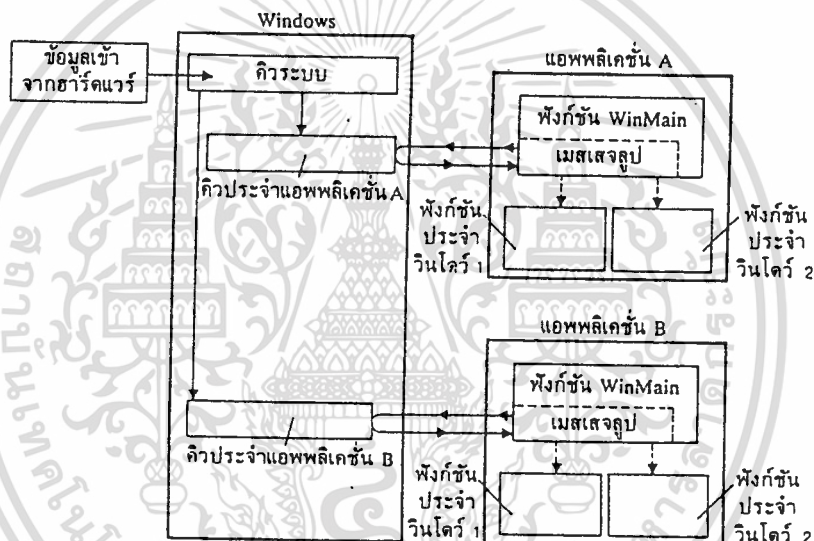 Windows
ข้อมูลเข้า
จากฮาร์ดแวร์
คิวระบบ
คิวประจำแอพพลิเคชั่น A
แอพพลิเคชั่น A
ฟังก์ชัน WinMain
เมสเสจลูป
ฟังก์ชัน
ประจำ
วินโดว์ 1
ฟังก์ชัน
ประจำ
วินโดว์ 2
คิวประจำแอพพลิเคชั่น B
แอพพลิเคชั่น B
ฟังก์ชัน WinMain
เมสเสจลูป
ฟังก์ชัน
ประจำ
วินโดว์ 1
ฟังก์ชัน
ประจำ
วินโดว์ 2